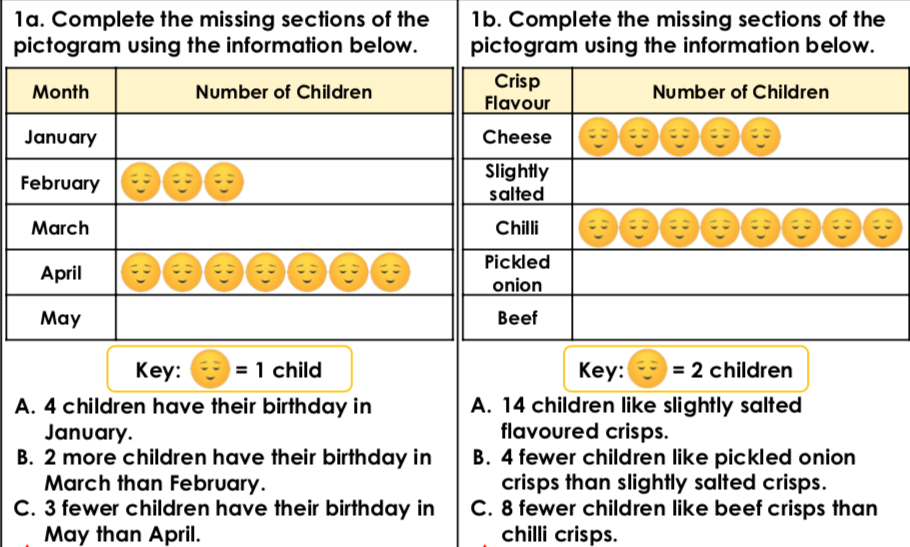 1a. Complete the missing sections of the
pictogram using the information below.
Month Number of Children
January
February
March
April
May
Key: = 1 child
A. 4 children have their birthday in
January.
B. 2 more children have their birthday in
March than February.
C. 3 fewer children have their birthday in
May than April.
1b. Complete the missing sections of the
pictogram using the information below.
Crisp
Flavour
Number of Children
Cheese
Slightly
salted
Chilli
Pickled
onion
Beef
Key: = 2 children
A. 14 children like slightly salted
flavoured crisps.
B. 4 fewer children like pickled onion
crisps than slightly salted crisps.
C. 8 fewer children like beef crisps than
chilli crisps.